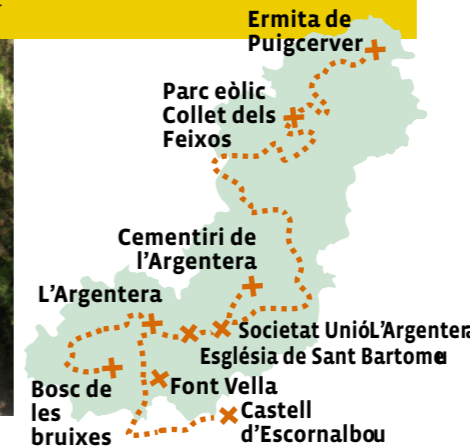 Ermita de
Puigcerver
Parc eòlic
Collet dels
Feixos
Cementiri de
l'Argentera
L'Argentera
Societat UnióL'Argentera
Església de Sant Bartomeu
Font Vella
Bosc de
les
bruixes
Castell
d'Escornalbou